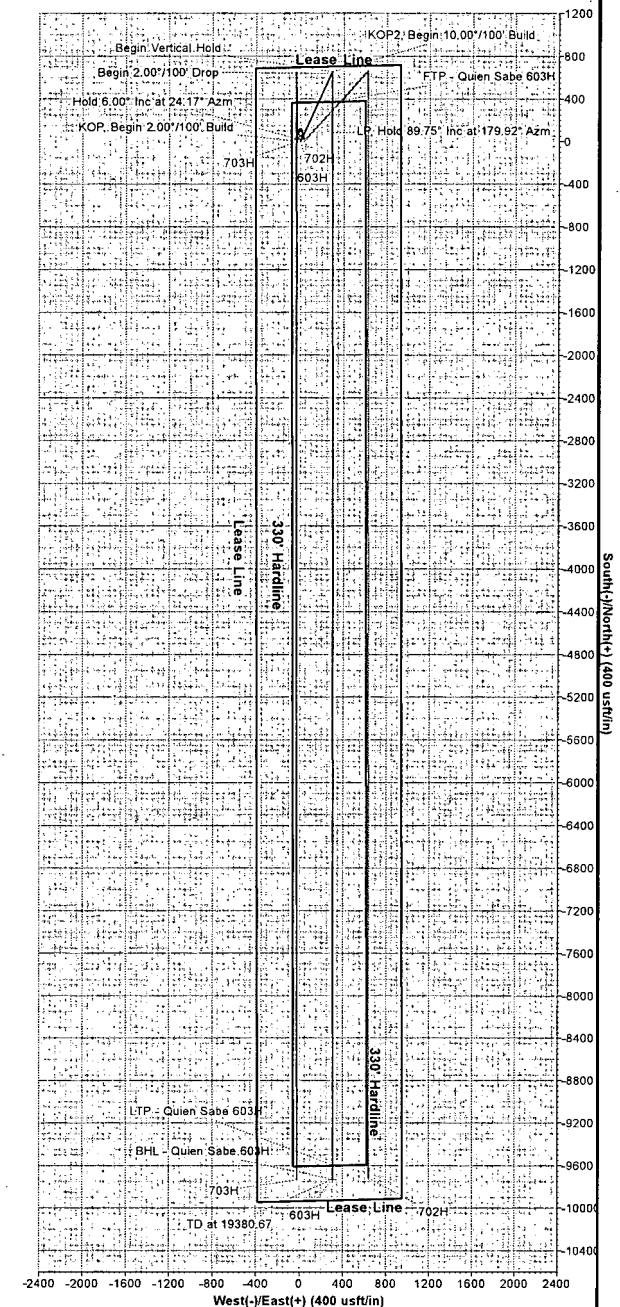 KOP2, Begin 10.00°/100' Build
Begin Vertical Hold
Lease Line
Begin 2.00°/100' Drop
FTP - Quien Sabe 603H
Hold 6.00° Inc at 24.17° Azm
KOP, Begin 2.00°/100' Build
LP, Hold 89.75° Inc at 179.92° Azm
703H
702H
603H
1200
800
400
0
-400
-800
-1200
-1600
-2000
-2400
-2800
-3200
-3600
-4000
-4400
-4800
-5200
-5600
-6000
-6400
-6800
-7200
-7600
-8000
-8400
-8800
-9200
-9600
-10000
-10400
South(-)/North(+) (400 usft/in)
Lease Line
330' Hardline
330' Hardline
LTP - Quien Sabe 603H
BHL - Quien Sabe 603H
703H
603H
Lease Line
702H
TD at 19380.67
-2400 -2000 -1600 -1200 -800 -400 0 400 800 1200 1600 2000 2400
West(-)/East(+) (400 usft/in)